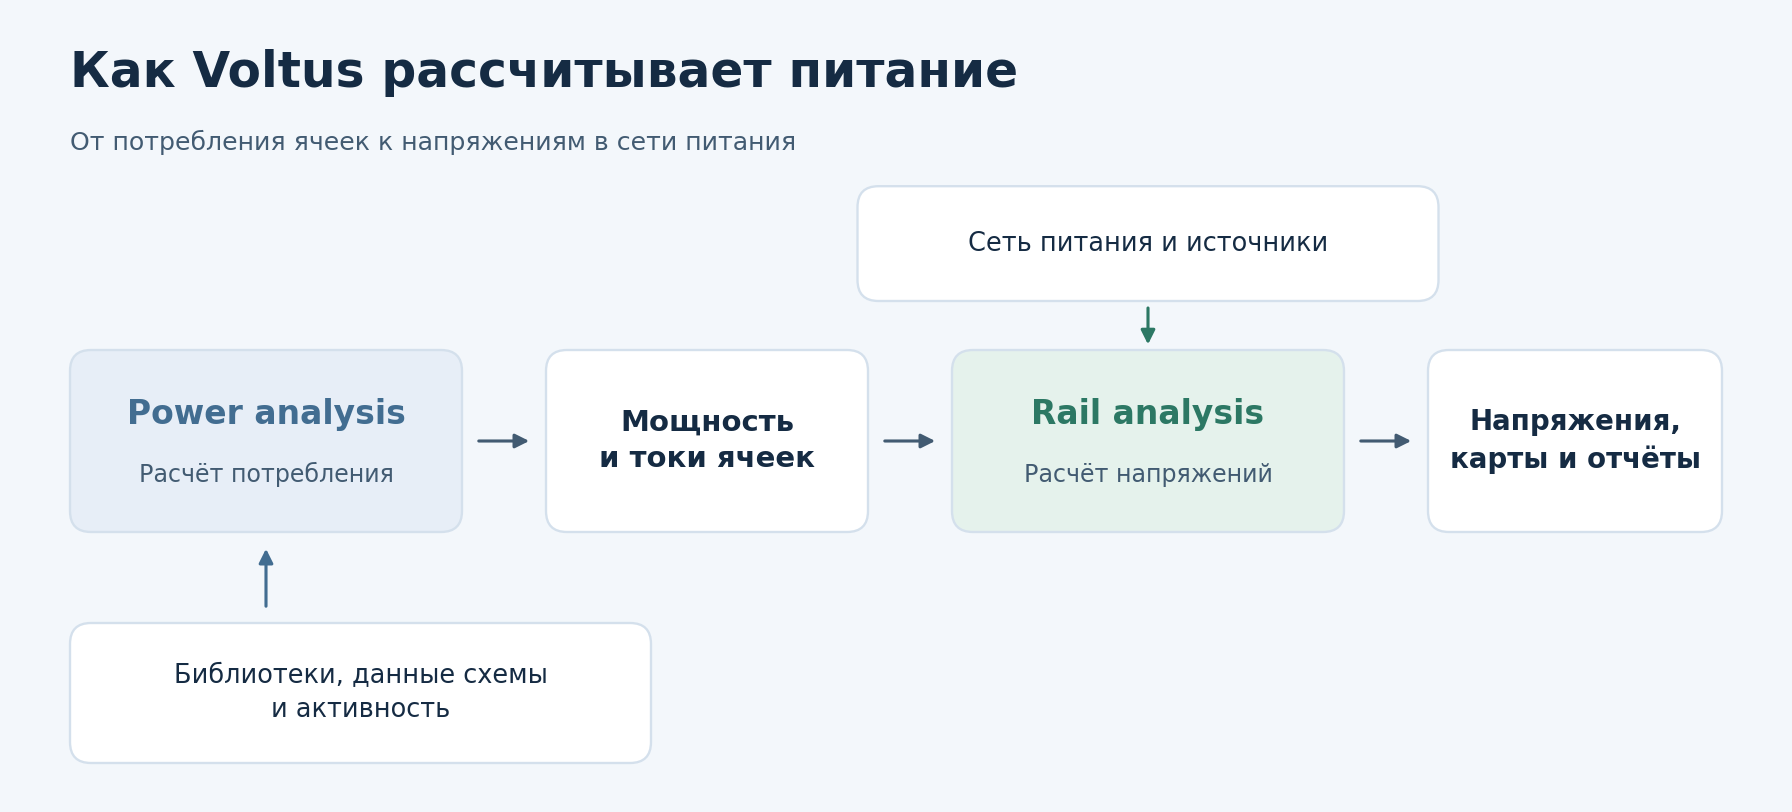 Как Voltus рассчитывает питание
От потребления ячеек к напряжениям в сети питания
Сеть питания и источники
Power analysis
Расчёт потребления
Мощность
и токи ячеек
Rail analysis
Расчёт напряжений
Напряжения,
карты и отчёты
Библиотеки, данные схемы
и активность